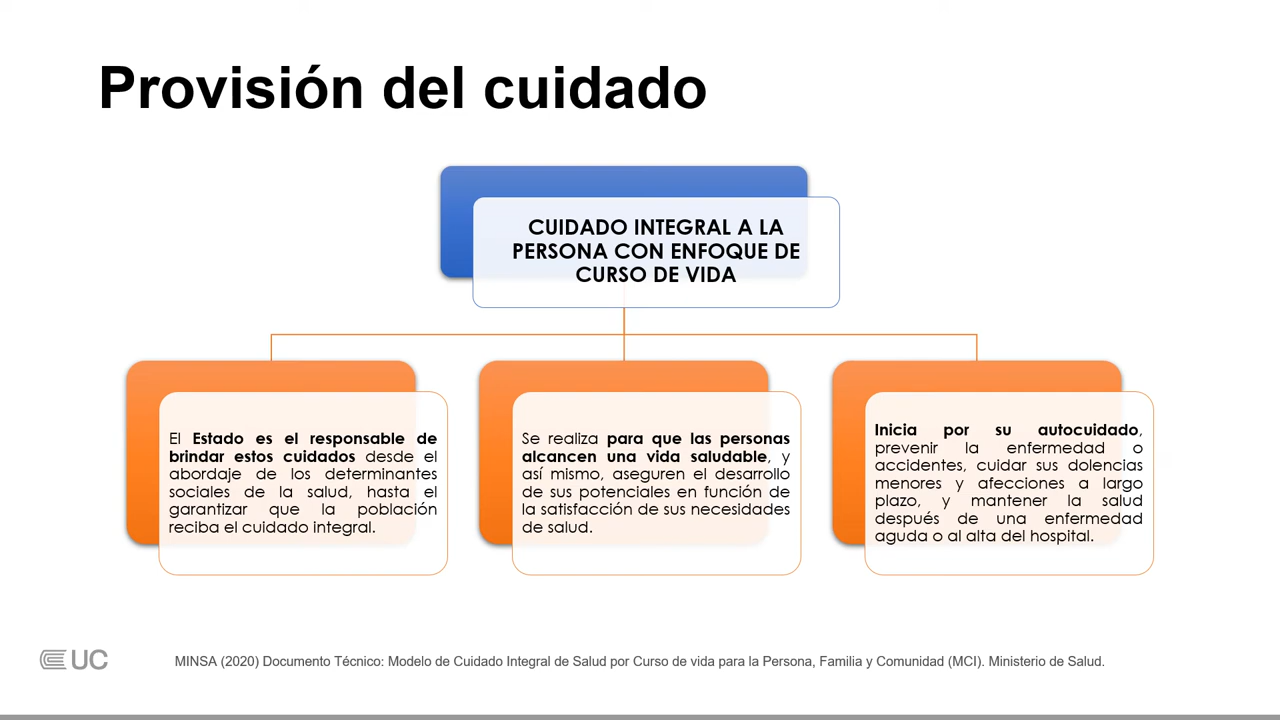 Provisión del cuidado
CUIDADO INTEGRAL A LA
PERSONA CON ENFOQUE DE
CURSO DE VIDA
El Estado es el responsable de
brindar estos cuidados desde el
abordaje de los determinantes
sociales de la salud, hasta el
garantizar que la población
reciba el cuidado integral.
Se realiza para que las personas
alcancen una vida saludable, y
así mismo, aseguren el desarrollo
de sus potenciales en función de
la satisfacción de sus necesidades
de salud.
Inicia por su autocuidado,
prevenir la enfermedad o
accidentes, cuidar sus dolencias
menores y afecciones a largo
plazo, y mantener la salud
después de una enfermedad
aguda o al alta del hospital.
UC
MINSA (2020) Documento Técnico: Modelo de Cuidado Integral de Salud por Curso de vida para la Persona, Familia y Comunidad (MCI). Ministerio de Salud.